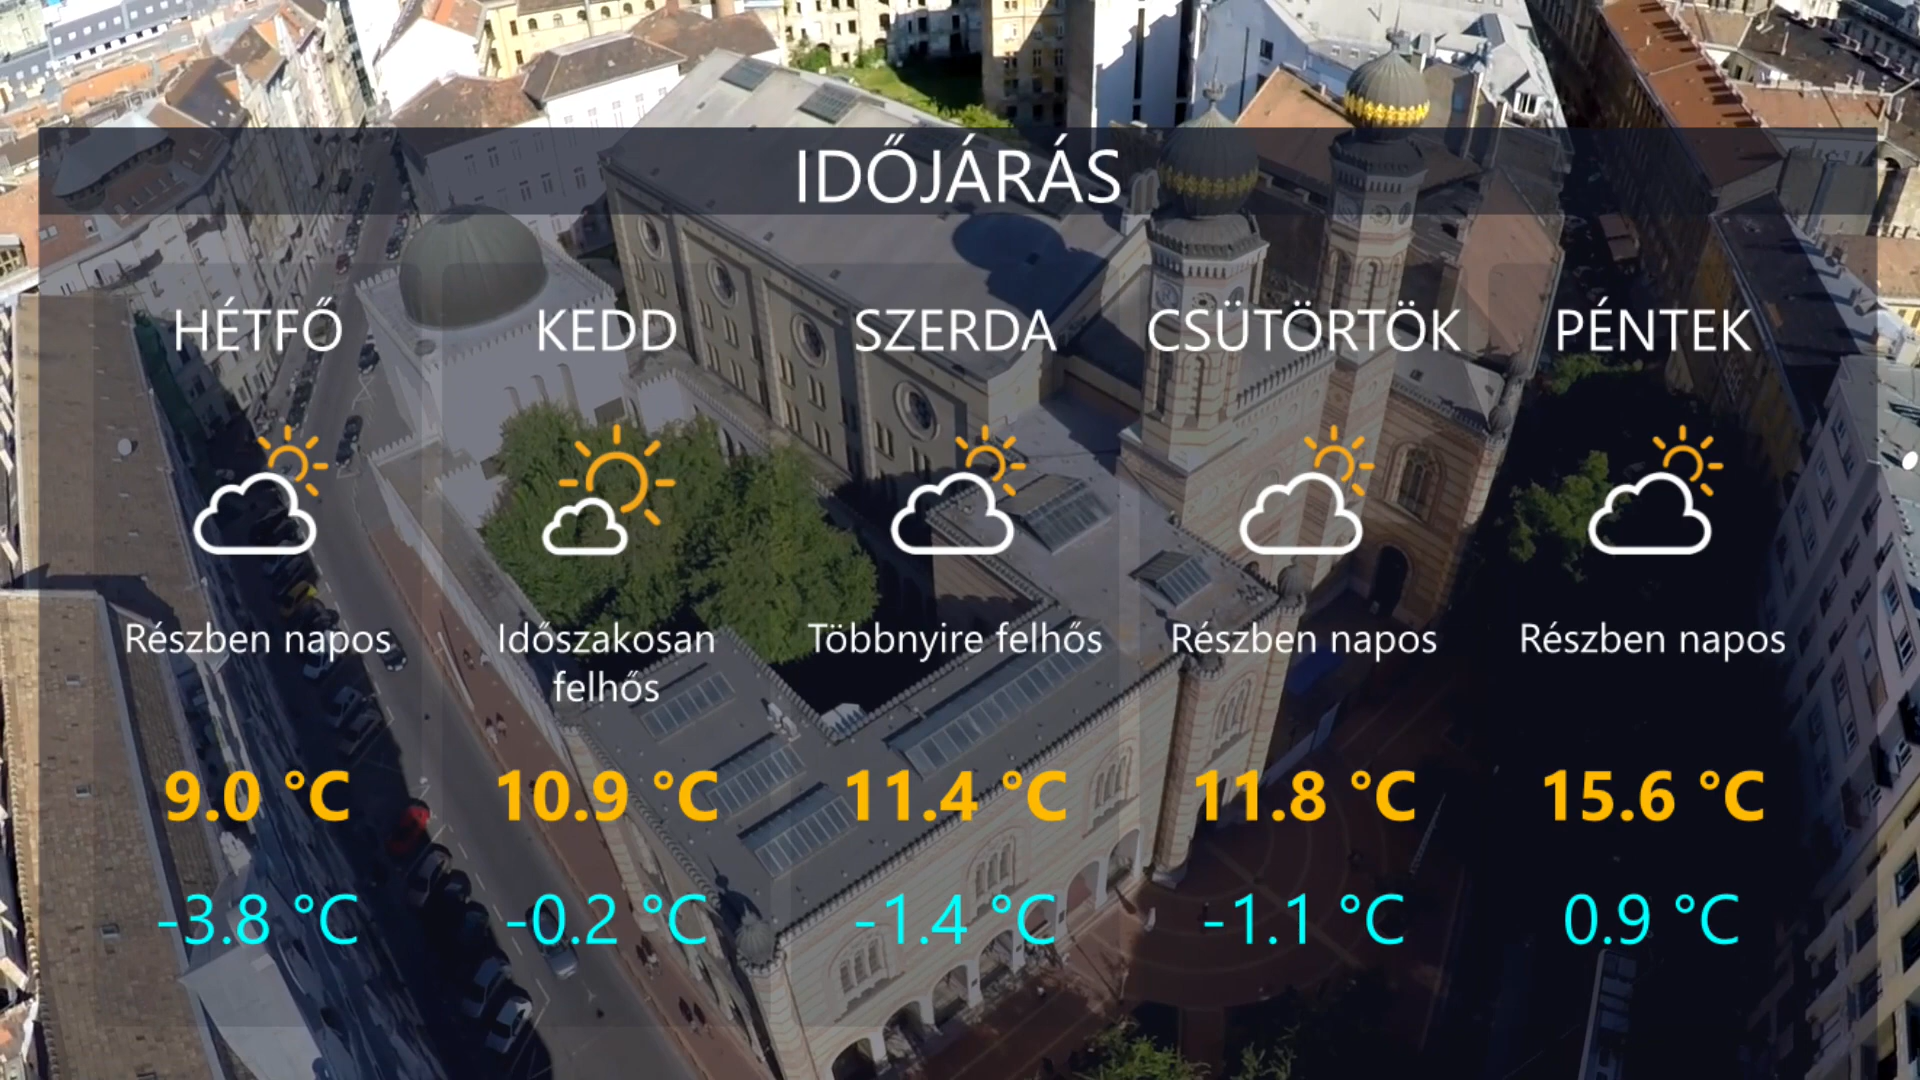 IDŐJÁRÁS
HÉTFŐ
Részben napos
9.0 °C
-3.8 °C
KEDD
Időszakosan
felhős
10.9 °C
-0.2 °C
SZERDA
Többnyire felhős
11.4 °C
-1.4 °C
CSÜTÖRTÖK
Részben napos
11.8 °C
-1.1 °C
PÉNTEK
Részben napos
15.6 °C
0.9 °C